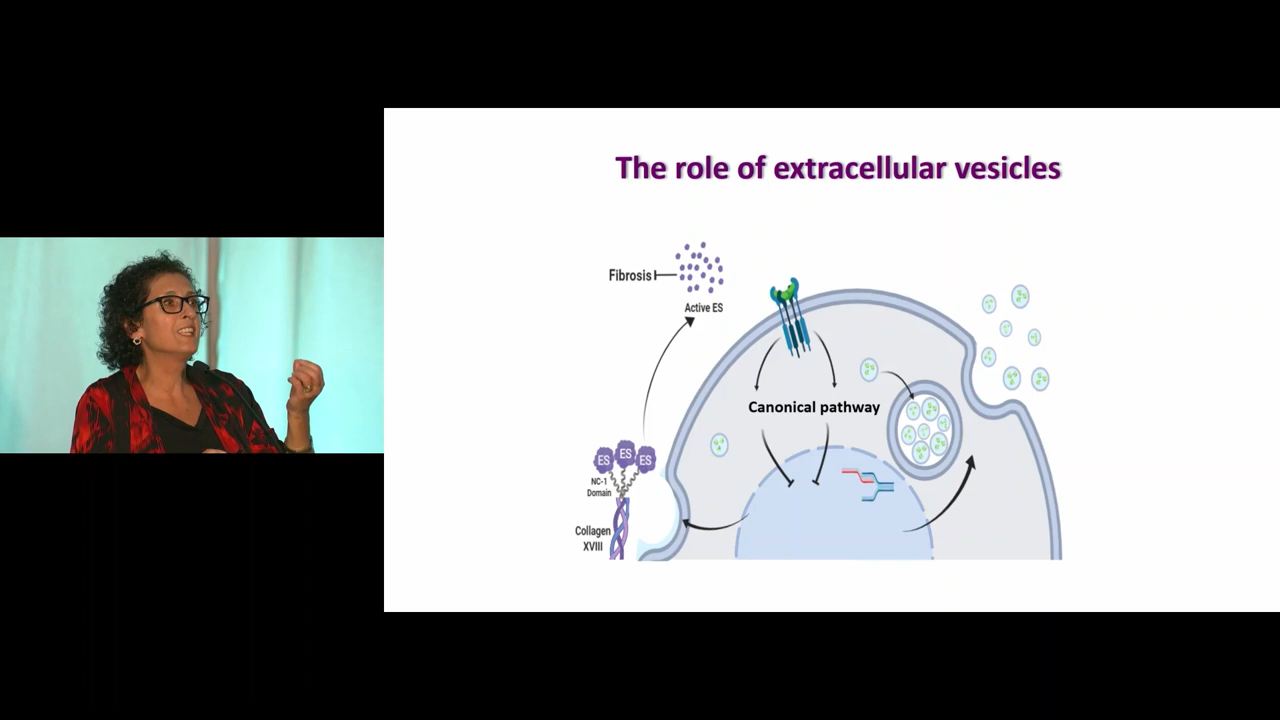 The role of extracellular vesicles
Fibrosis
Active ES
Canonical pathway
ES
ES
ES
NC-1
Domain
Collagen
XVIII